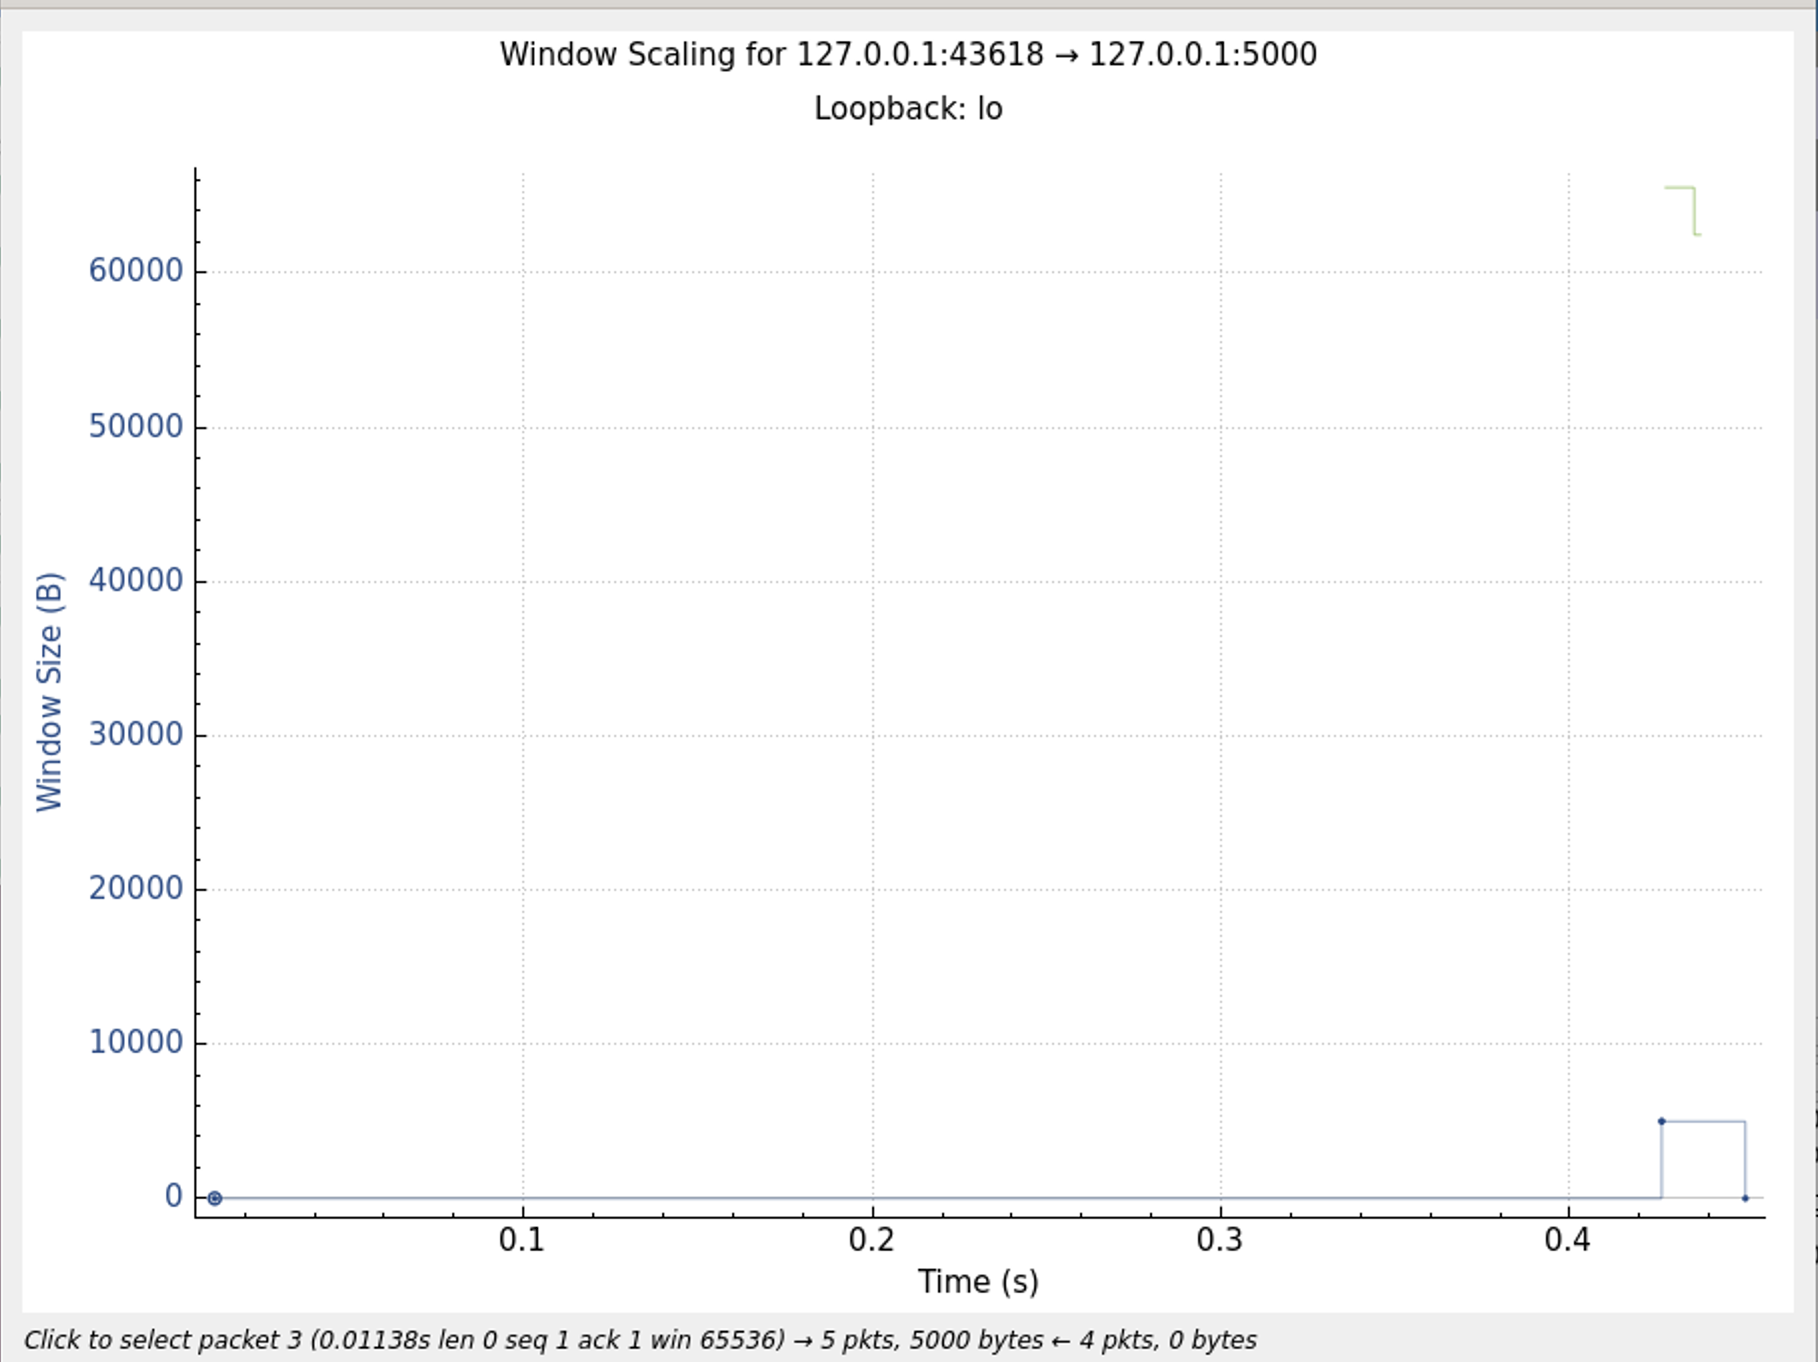 Window Scaling for 127.0.0.1:43618 → 127.0.0.1:5000
Loopback: lo
Window Size (B)
60000
50000
40000
30000
20000
10000
0
0.1 0.2 0.3 0.4
Time (s)
Click to select packet 3 (0.01138s len 0 seq 1 ack 1 win 65536) → 5 pkts, 5000 bytes ← 4 pkts, 0 bytes